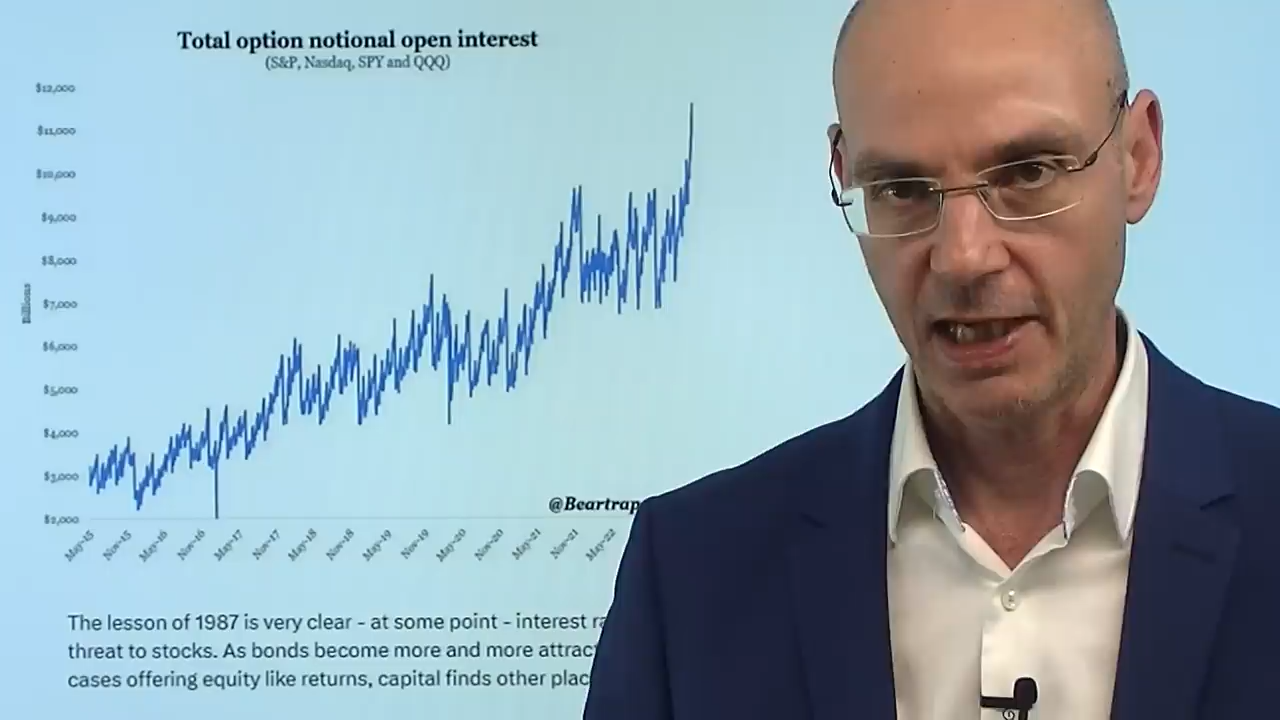 Total option notional open interest
(S&P, Nasdaq, SPY and QQQ)
$12,000
$11,000
$10,000
$9,000
$8,000
$7,000
$6,000
$5,000
$4,000
$3,000
$2,000
Billions
May-15
Nov-15
May-16
Nov-16
May-17
Nov-17
May-18
Nov-18
May-19
Nov-19
May-20
Nov-20
May-21
Nov-21
May-22
@Beartrap
The lesson of 1987 is very clear - at some point - interest ra
threat to stocks. As bonds become more and more attract
cases offering equity like returns, capital finds other plac